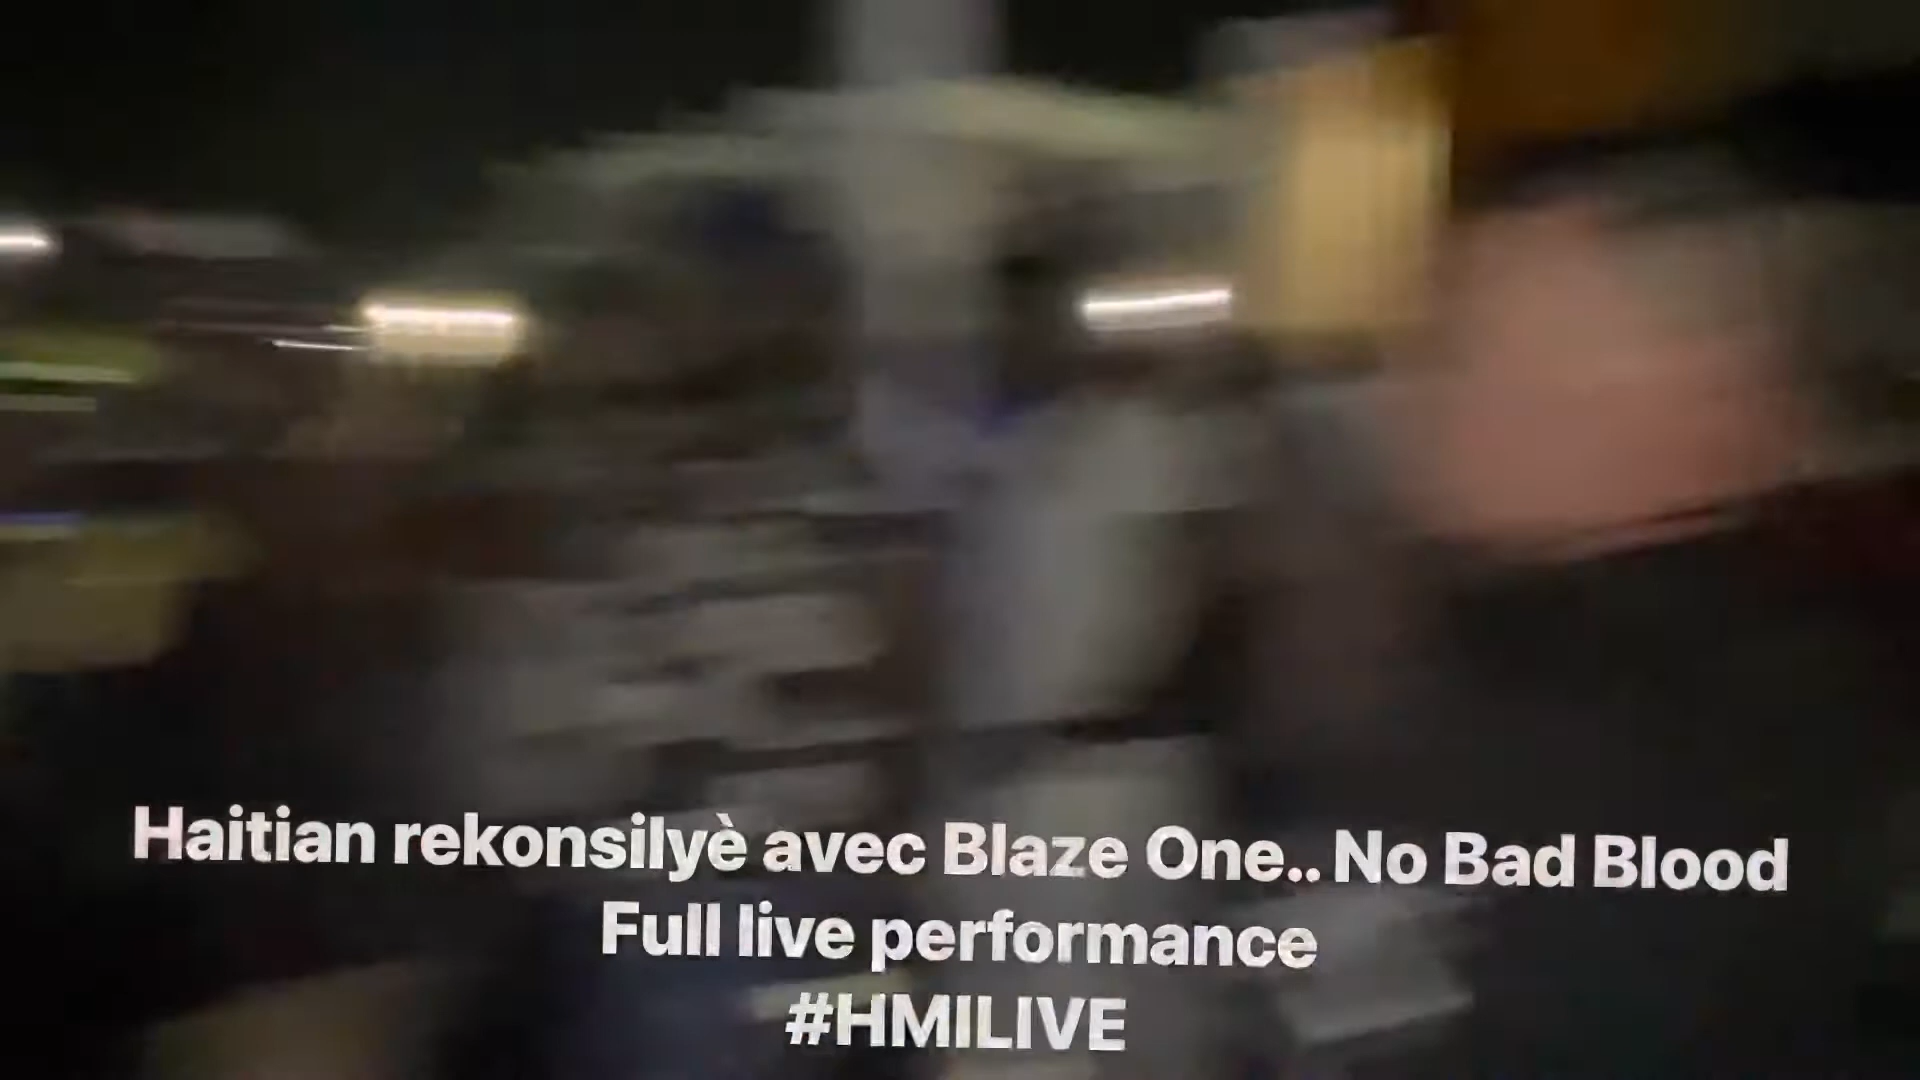 Haitian rekonsilyè avec Blaze One.. No Bad Blood
Full live performance
#HMILIVE